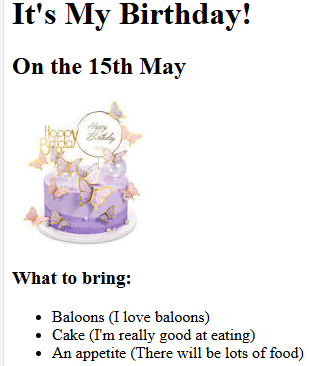 It's My Birthday!
On the 15th May
Happy
Birthday
Happy
Birthday
What to bring:
Baloons (I love baloons)
Cake (I'm really good at eating)
An appetite (There will be lots of food)